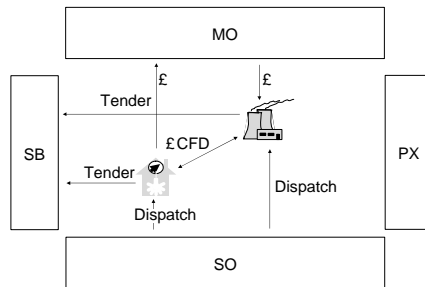 MO
£ £
Tender
SB
£CFD
PX
Tender
Dispatch
Dispatch
SO